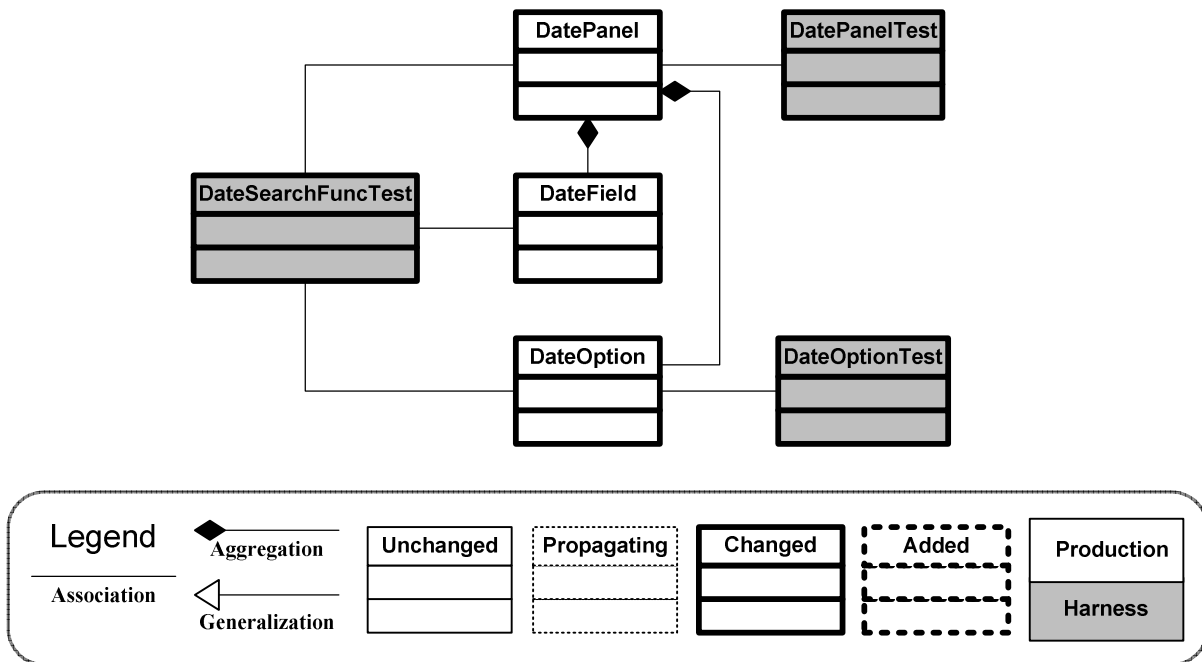 DatePanel
DatePanelTest
DateSearchFuncTest
DateField
DateOption
DateOptionTest
Legend
Association
Aggregation
Generalization
Unchanged
Propagating
Changed
Added
Production
Harness